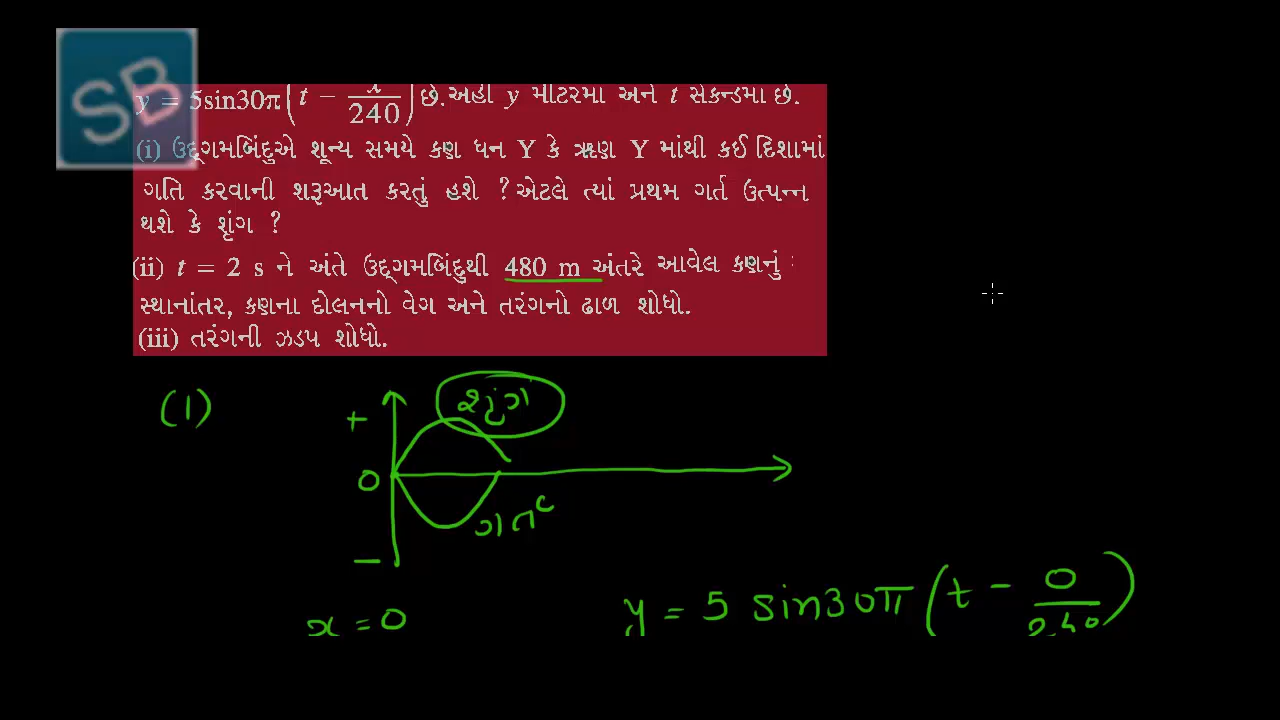 SB
y = 5sin30π(t − x/240) છે.અહીં y મીટરમાં અને t સેકન્ડમાં છે.
(i) ઉદ્ગમબિંદુએ શૂન્ય સમયે કણ ધન Y કે ઋણ Y માંથી કઈ દિશામાં
ગતિ કરવાની શરૂઆત કરતું હશે ? એટલે ત્યાં પ્રથમ ગર્ત ઉત્પન્ન
થશે કે શૃંગ ?
(ii) t = 2 s ને અંતે ઉદ્ગમબિંદુથી 480 m અંતરે આવેલ કણનું
સ્થાનાંતર, કણના દોલનનો વેગ અને તરંગનો ઢાળ શોધો.
(iii) તરંગની ઝડપ શોધો.
(1)
+ શૃંગ
0
ગર્ત
−
x = 0 y = 5 sin30π(t − 0/240)